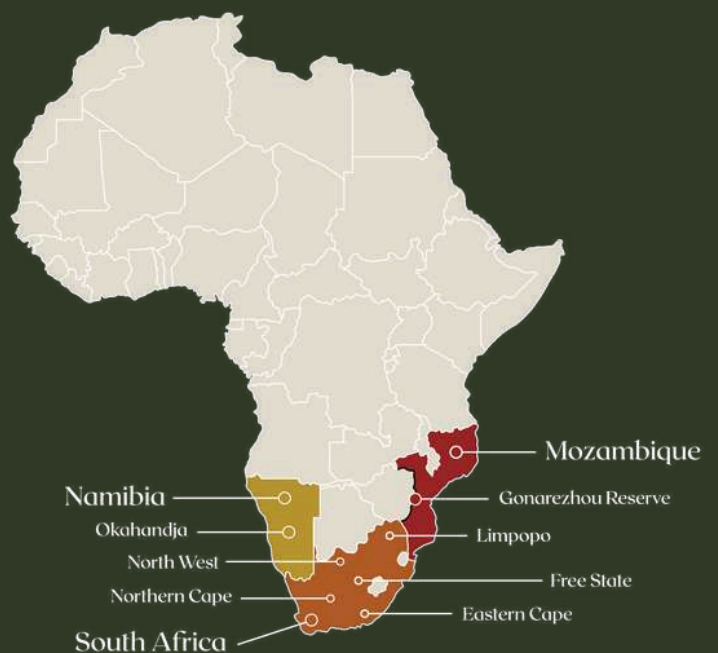 Mozambique
Namibia
Gonarezhou Reserve
Okahandja
Limpopo
North West
Free State
Northern Cape
Eastern Cape
South Africa